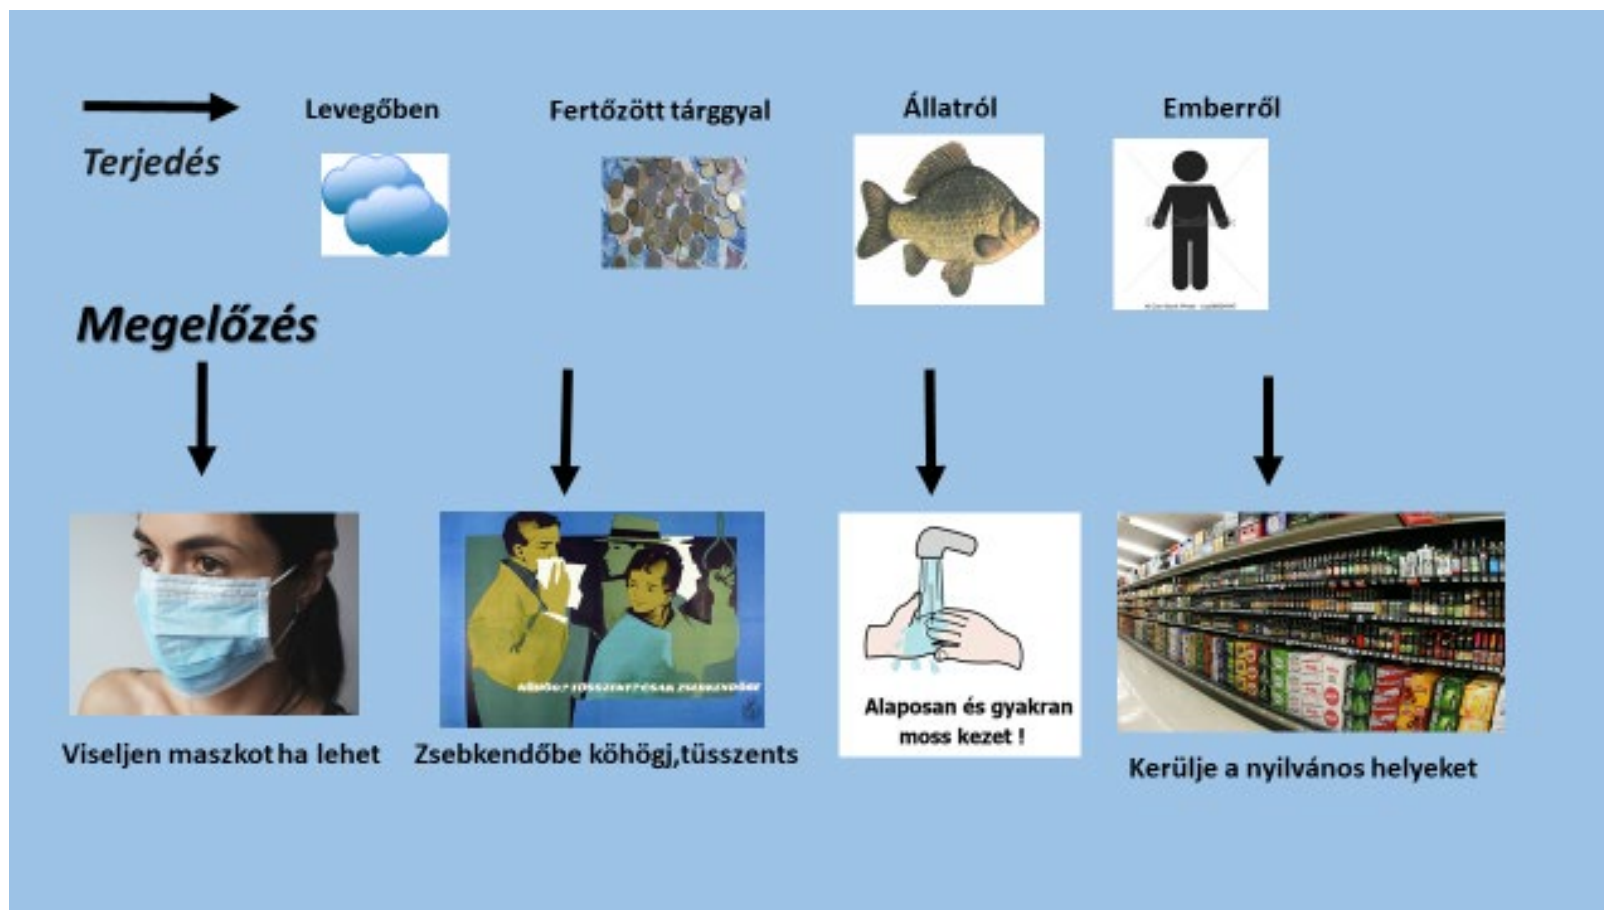 Levegőben
Fertőzött tárggyal
Állatról
Emberről
Terjedés
Megelőzés
Alaposan és gyakran
moss kezet !
Viseljen maszkot ha lehet
Zsebkendőbe köhögj,tüsszents
Kerülje a nyilvános helyeket